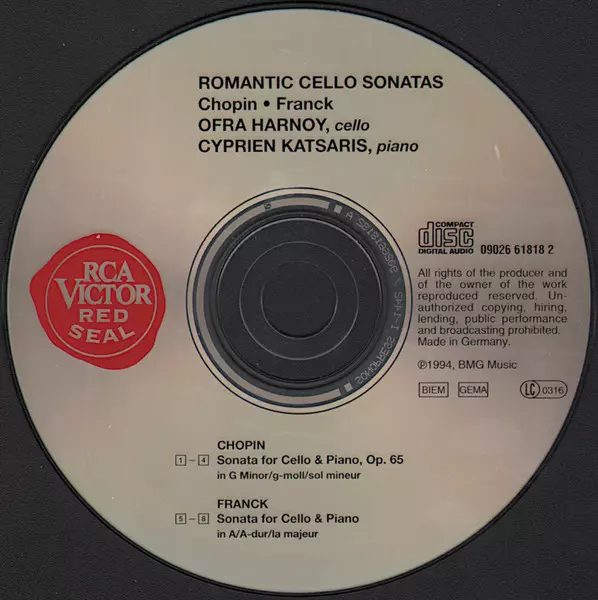 ROMANTIC CELLO SONATAS
Chopin • Franck
OFRA HARNOY, cello
CYPRIEN KATSARIS, piano
RCA
VICTOR
RED
SEAL
COMPACT
disc
DIGITAL AUDIO
09026 61818 2
All rights of the producer and
of the owner of the work
reproduced reserved. Un-
authorized copying, hiring,
lending, public performance
and broadcasting prohibited.
Made in Germany.
℗1994, BMG Music
BIEM GEMA LC 0316
CHOPIN
1–4 Sonata for Cello & Piano, Op. 65
in G Minor/g-moll/sol mineur
FRANCK
5–8 Sonata for Cello & Piano
in A/A-dur/la majeur